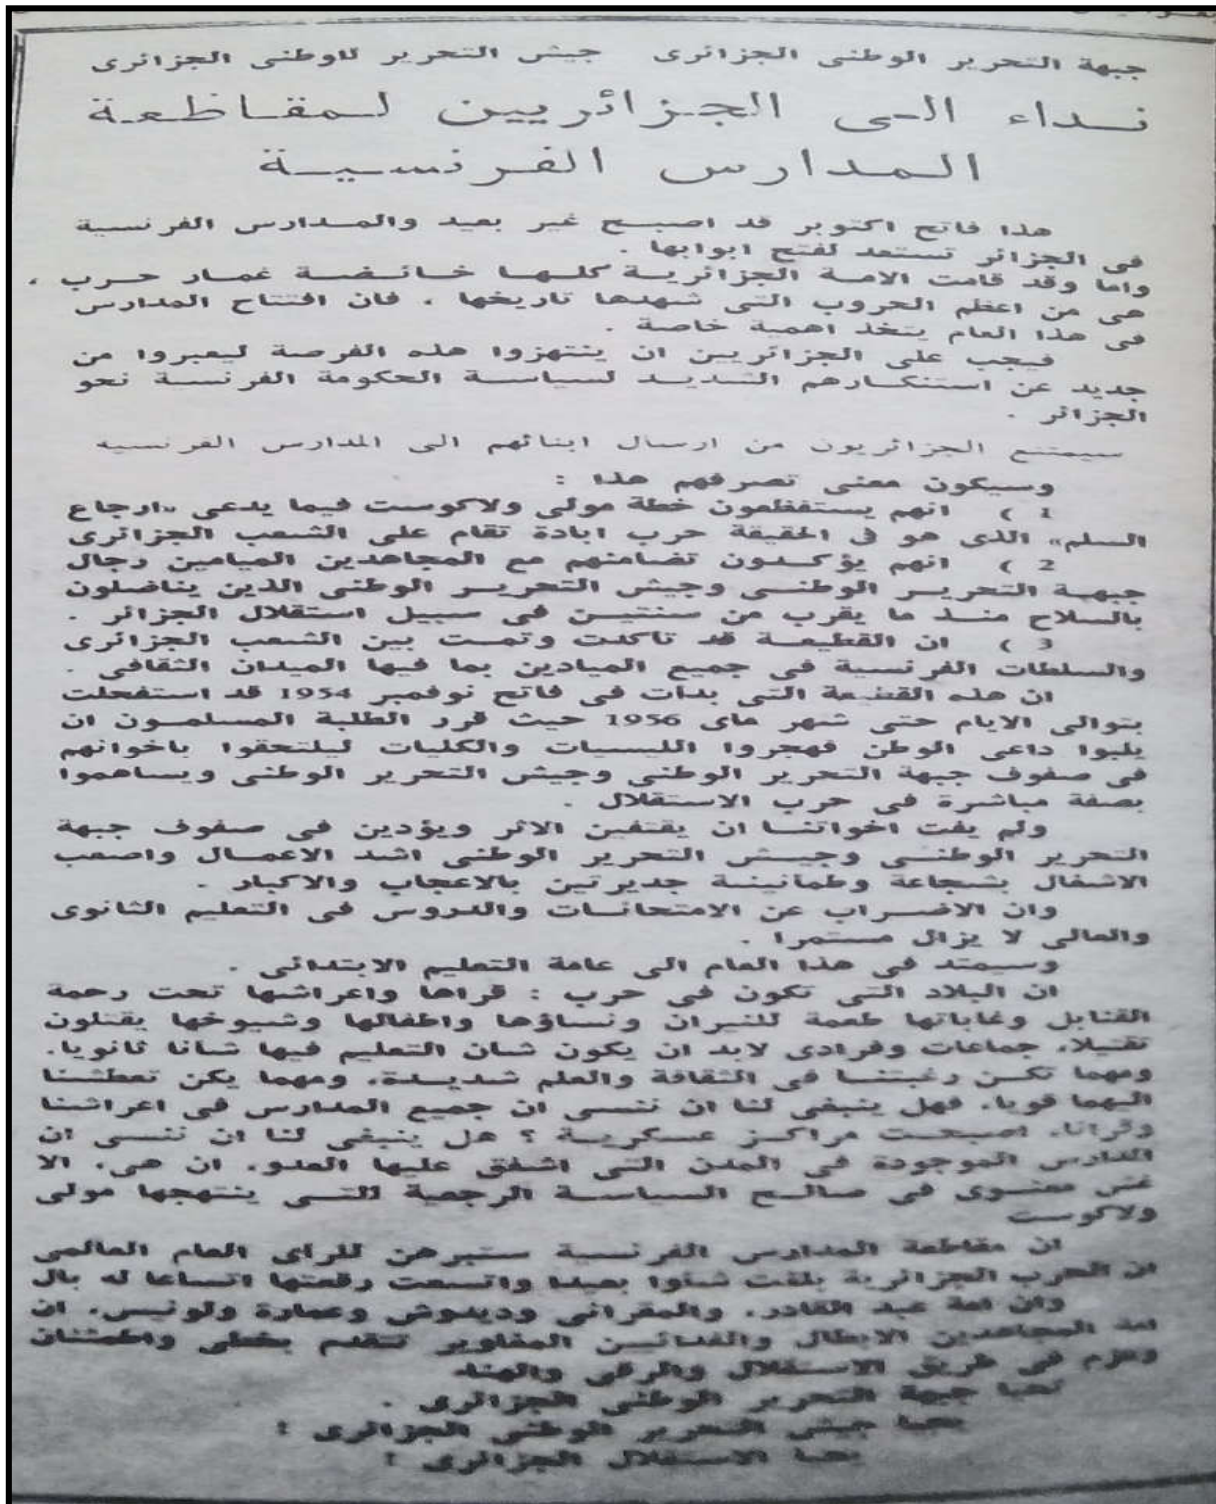 جبهة التحرير الوطنى الجزائرى جيش التحرير للوطنى الجزائرى
نداء الى الجزائريين لمقاطعة
المدارس الفرنسية
هذا فاتح اكتوبر قد اصبح غير بعيد والمدارس الفرنسية
فى الجزائر تستعد لفتح ابوابها .
واما وقد قامت الامة الجزائرية كلها خائضة غمار حرب ،
هى من اعظم الحروب التى شهدها تاريخها ، فان افتتاح المدارس
فى هذا العام يتخذ اهمية خاصة .
فيجب على الجزائريين ان ينتهزوا هذه الفرصة ليعبروا من
جديد عن استنكارهم الشديد لسياسة الحكومة الفرنسية نحو
الجزائر .
سيمتنع الجزائريون من ارسال ابنائهم الى المدارس الفرنسية
وسيكون معنى تصرفهم هذا :
1 ) انهم يستفظعون خطة مولى ولاكوست فيما يدعى «ارجاع
السلم» الذى هو فى الحقيقة حرب ابادة تقام على الشعب الجزائرى
2 ) انهم يؤكدون تضامنهم مع المجاهدين الميامين رجال
جبهة التحرير الوطنى وجيش التحرير الوطنى الذين يناضلون
بالسلاح منذ ما يقرب من سنتين فى سبيل استقلال الجزائر .
3 ) ان القطيعة قد تاكدت وتمت بين الشعب الجزائرى
والسلطات الفرنسية فى جميع الميادين بما فيها الميدان الثقافى .
ان هذه القطيعة التى بدات فى فاتح نوفمبر 1954 قد استفحلت
بتوالى الايام حتى شهر ماى 1956 حيث قرر الطلبة المسلمون ان
يلبوا داعى الوطن فهجروا الليسيات والكليات ليلتحقوا باخوانهم
فى صفوف جبهة التحرير الوطنى وجيش التحرير الوطنى ويساهموا
بصفة مباشرة فى حرب الاستقلال .
ولم يفت اخواتنا ان يقتفين الاثر ويؤدين فى صفوف جبهة
التحرير الوطنى وجيش التحرير الوطنى اشد الاعمال واصعب
الاشغال بشجاعة وطمانينة جديرتين بالاعجاب والاكبار .
وان الاضراب عن الامتحانات والدروس فى التعليم الثانوى
والعالى لا يزال مستمرا .
وسيمتد فى هذا العام الى عامة التعليم الابتدائى .
ان البلاد التى تكون فى حرب : قراها واعراشها تحت رحمة
القنابل وغاباتها طعمة للنيران ونساؤها واطفالها وشيوخها يقتلون
تقتيلا، جماعات وفرادى لابد ان يكون شان التعليم فيها شانا ثانويا.
ومهما تكن رغبتنا فى الثقافة والعلم شديدة، ومهما يكن تعطشنا
اليهما قويا، فهل ينبغى لنا ان ننسى ان جميع المدارس فى اعراشنا
وقرانا، اصبحت مراكز عسكرية ؟ هل ينبغى لنا ان ننسى ان
المدارس الموجودة فى المدن التى اشفق عليها العدو، ان هى، الا
غش معنوى فى صالح السياسة الرجعية التى ينتهجها مولى
ولاكوست
ان مقاطعة المدارس الفرنسية ستبرهن للراى العام العالمى
ان الحرب الجزائرية بلغت شاوا بعيدا واتسعت رقعتها اتساعا له بال
وان امة عبد القادر، والمقرانى وديدوش وعمارة ولونيس، ان
امة المجاهدين الابطال والفدائيين المغاوير تتقدم بخطى واطمئنان
وعزم فى طريق الاستقلال والرقى والهناء
تحيا جبهة التحرير الوطنى الجزائرى .
يحيا جيش التحرير الوطنى الجزائرى !
يحيا الاستقلال الجزائرى !